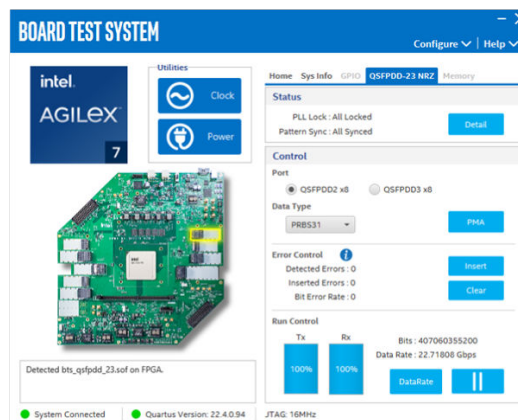 BOARD TEST SYSTEM
Configure Help
intel.
AGILEX
7
Utilities
Clock
Power
Home Sys Info GPIO QSFPDD-23 NRZ Memory
Status
PLL Lock : All Locked
Pattern Sync : All Synced
Detail
Control
Port
QSFPDD2 x8 QSFPDD3 x8
Data Type
PRBS31
PMA
Error Control
Detected Errors : 0
Insert
Inserted Errors : 0
Bit Error Rate : 0
Clear
Run Control
Tx Rx
Bits : 407060355200
Data Rate : 22.71808 Gbps
100% 100%
DataRate
Detected bts_qsfpdd_23.sof on FPGA.
System Connected Quartus Version: 22.4.0.94 JTAG: 16MHz